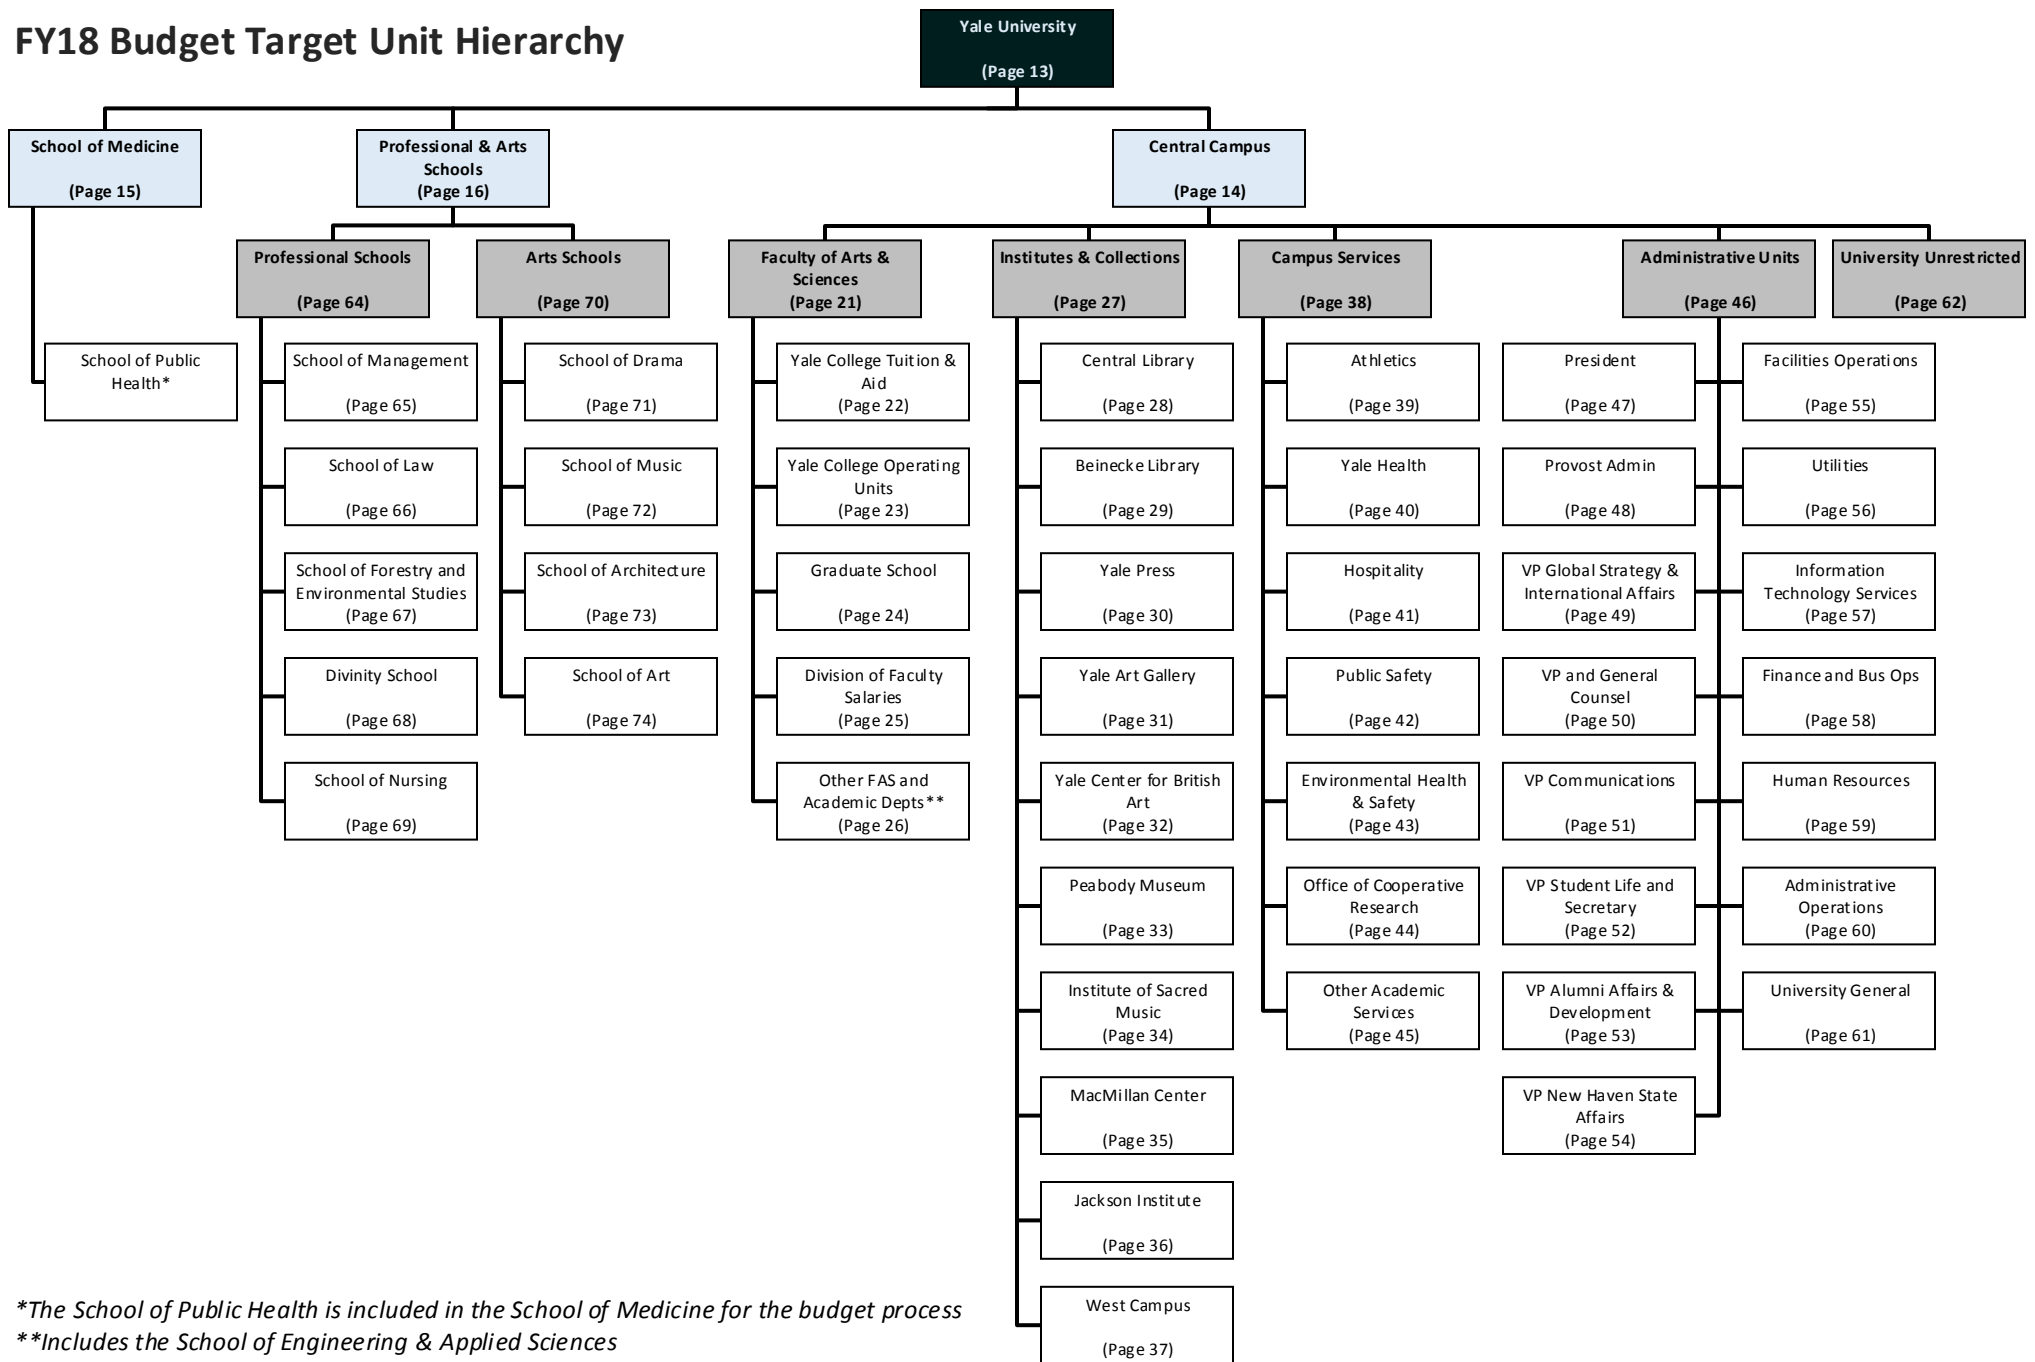 FY18 Budget Target Unit Hierarchy
Yale University
(Page 13)
School of Medicine
(Page 15)
Professional & Arts
Schools
(Page 16)
Central Campus
(Page 14)
Professional Schools
(Page 64)
Arts Schools
(Page 70)
Faculty of Arts &
Sciences
(Page 21)
Institutes & Collections
(Page 27)
Campus Services
(Page 38)
Administrative Units
(Page 46)
University Unrestricted
(Page 62)
School of Public
Health*
School of Management
(Page 65)
School of Law
(Page 66)
School of Forestry and
Environmental Studies
(Page 67)
Divinity School
(Page 68)
School of Nursing
(Page 69)
School of Drama
(Page 71)
School of Music
(Page 72)
School of Architecture
(Page 73)
School of Art
(Page 74)
Yale College Tuition &
Aid
(Page 22)
Yale College Operating
Units
(Page 23)
Graduate School
(Page 24)
Division of Faculty
Salaries
(Page 25)
Other FAS and
Academic Depts**
(Page 26)
Central Library
(Page 28)
Beinecke Library
(Page 29)
Yale Press
(Page 30)
Yale Art Gallery
(Page 31)
Yale Center for British
Art
(Page 32)
Peabody Museum
(Page 33)
Institute of Sacred
Music
(Page 34)
MacMillan Center
(Page 35)
Jackson Institute
(Page 36)
West Campus
(Page 37)
Athletics
(Page 39)
Yale Health
(Page 40)
Hospitality
(Page 41)
Public Safety
(Page 42)
Environmental Health
& Safety
(Page 43)
Office of Cooperative
Research
(Page 44)
Other Academic
Services
(Page 45)
President
(Page 47)
Provost Admin
(Page 48)
VP Global Strategy &
International Affairs
(Page 49)
VP and General
Counsel
(Page 50)
VP Communications
(Page 51)
VP Student Life and
Secretary
(Page 52)
VP Alumni Affairs &
Development
(Page 53)
VP New Haven State
Affairs
(Page 54)
Facilities Operations
(Page 55)
Utilities
(Page 56)
Information
Technology Services
(Page 57)
Finance and Bus Ops
(Page 58)
Human Resources
(Page 59)
Administrative
Operations
(Page 60)
University General
(Page 61)
*The School of Public Health is included in the School of Medicine for the budget process
**Includes the School of Engineering & Applied Sciences